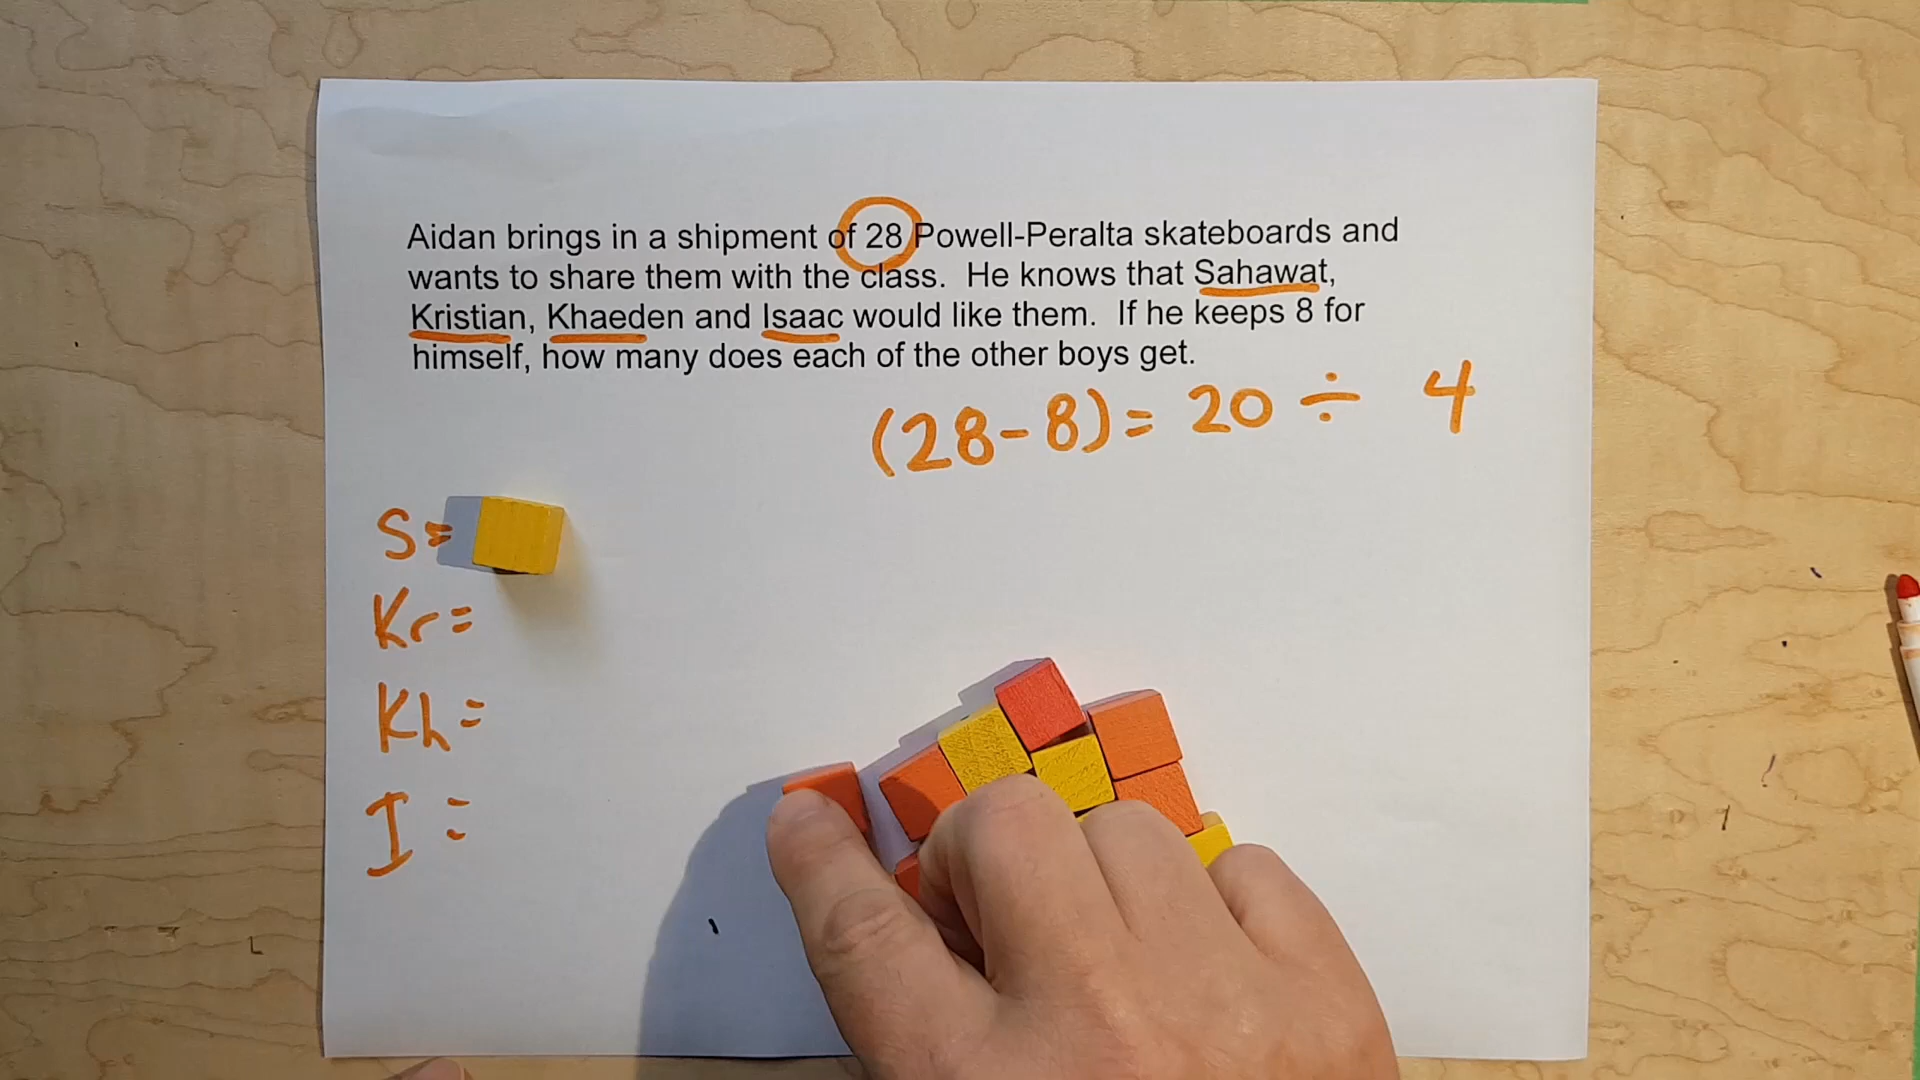 Aidan brings in a shipment of 28 Powell-Peralta skateboards and
wants to share them with the class. He knows that Sahawat,
Kristian, Khaeden and Isaac would like them. If he keeps 8 for
himself, how many does each of the other boys get.
(28-8)= 20 ÷ 4
S=
Kr=
Kh=
I =